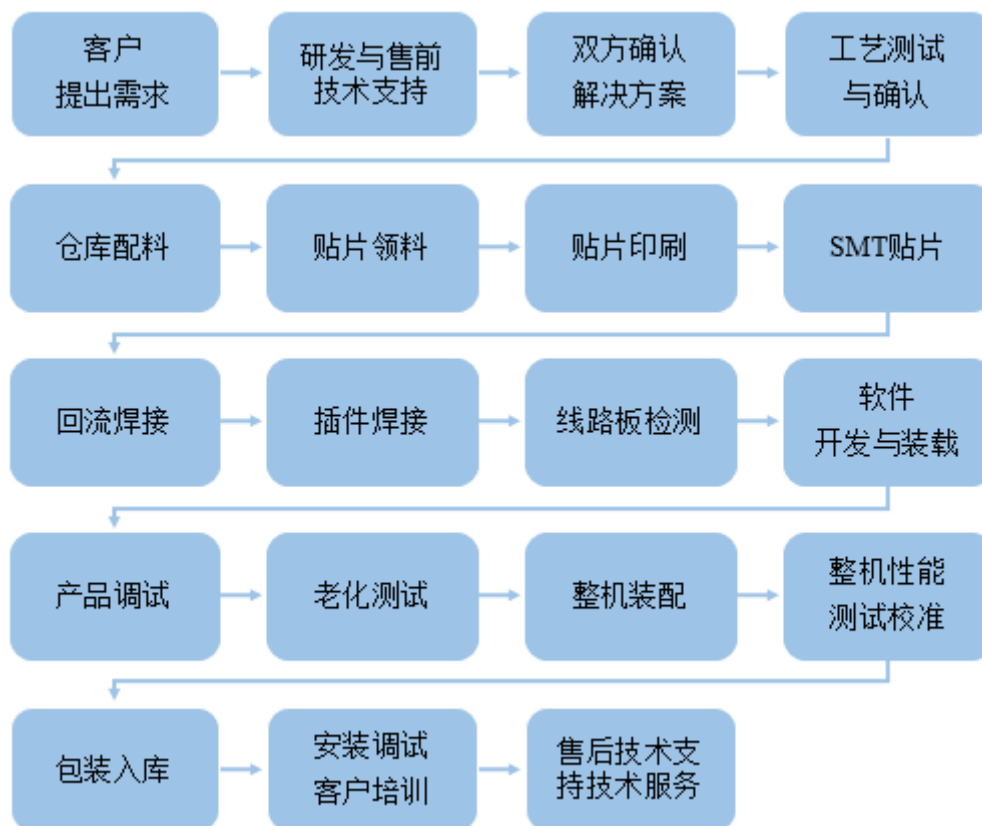 客户
提出需求
研发与售前
技术支持
双方确认
解决方案
工艺测试
与确认
仓库配料
贴片领料
贴片印刷
SMT贴片
回流焊接
插件焊接
线路板检测
软件
开发与装载
产品调试
老化测试
整机装配
整机性能
测试校准
包装入库
安装调试
客户培训
售后技术支
持技术服务